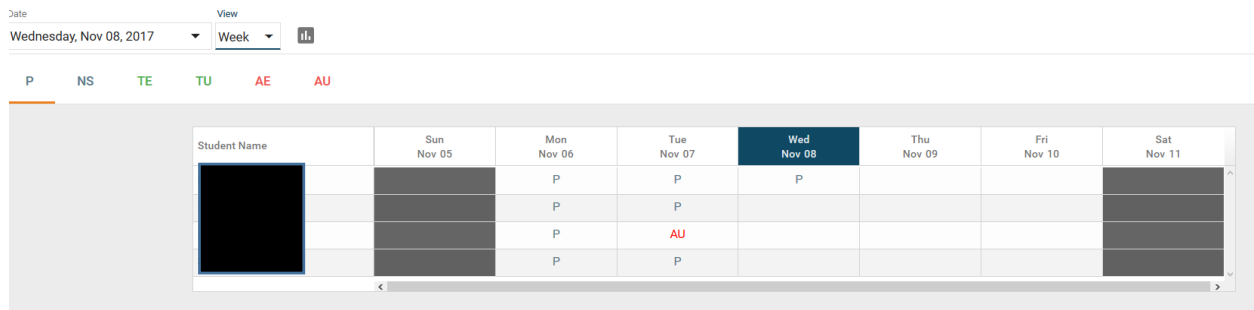 Date View
Wednesday, Nov 08, 2017 Week
P NS TE TU AE AU
Student Name Sun Mon Tue Wed Thu Fri Sat
Nov 05 Nov 06 Nov 07 Nov 08 Nov 09 Nov 10 Nov 11
P P P
P P
P AU
P P